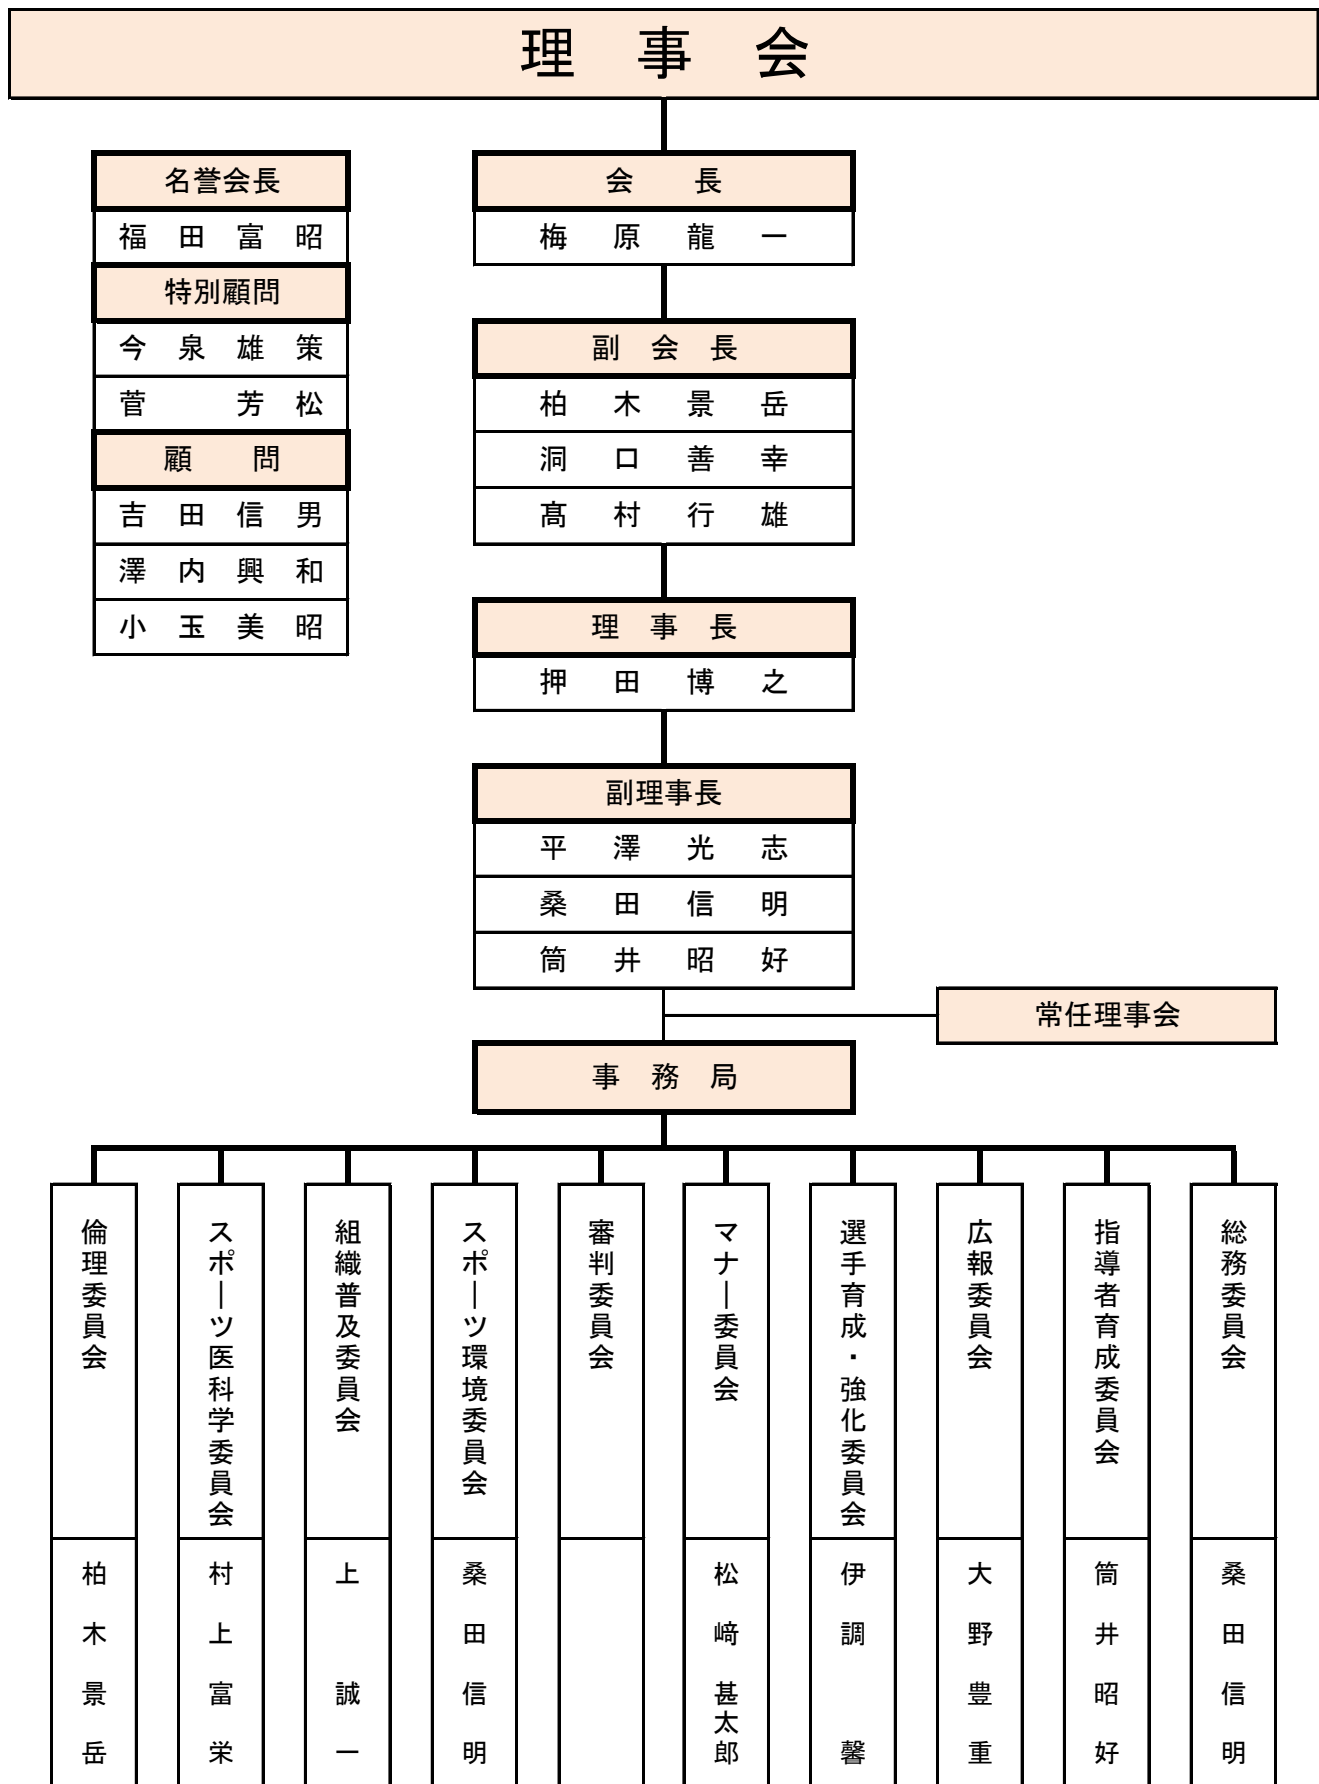 理事会
名誉会長
福田富昭
特別顧問
今泉雄策
菅芳松
顧問
吉田信男
澤内興和
小玉美昭
会長
梅原龍一
副会長
柏木景岳
洞口善幸
髙村行雄
理事長
押田博之
副理事長
平澤光志
桑田信明
筒井昭好
常任理事会
事務局
倫理委員会
柏木景岳
スポーツ医科学委員会
村上富栄
組織普及委員会
上誠一
スポーツ環境委員会
桑田信明
審判委員会
マナー委員会
松﨑甚太郎
選手育成・強化委員会
伊調馨
広報委員会
大野豊重
指導者育成委員会
筒井昭好
総務委員会
桑田信明